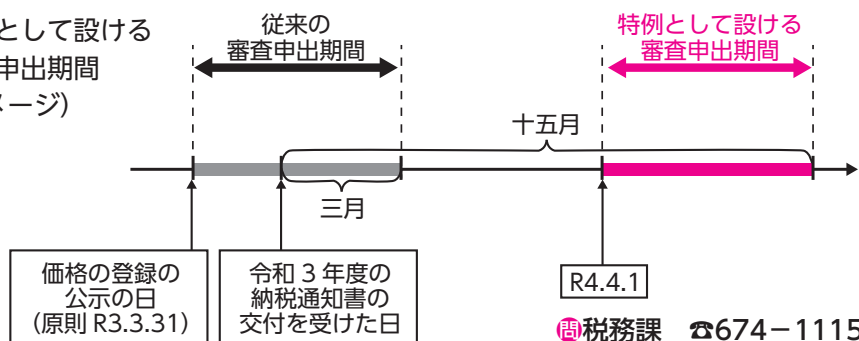 として設ける
申出期間
メージ)
従来の
審査申出期間
特例として設ける
審査申出期間
十五月
三月
価格の登録の
公示の日
(原則 R3.3.31)
令和 3 年度の
納税通知書の
交付を受けた日
R4.4.1
㉄税務課 ☎674－1115